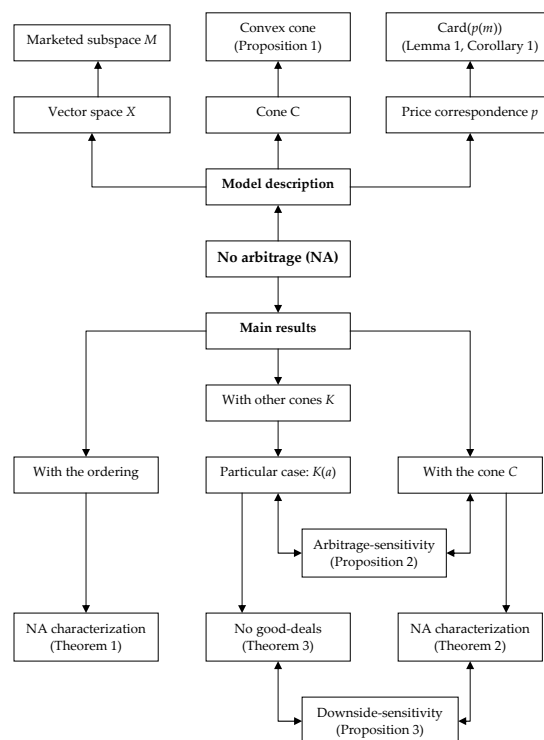 Marketed subspace M
Convex cone
(Proposition 1)
Card(p(m))
(Lemma 1, Corollary 1)
Vector space X
Cone C
Price correspondence p
Model description
No arbitrage (NA)
Main results
With other cones K
With the ordering
Particular case: K(a)
With the cone C
Arbitrage-sensitivity
(Proposition 2)
NA characterization
(Theorem 1)
No good-deals
(Theorem 3)
NA characterization
(Theorem 2)
Downside-sensitivity
(Proposition 3)